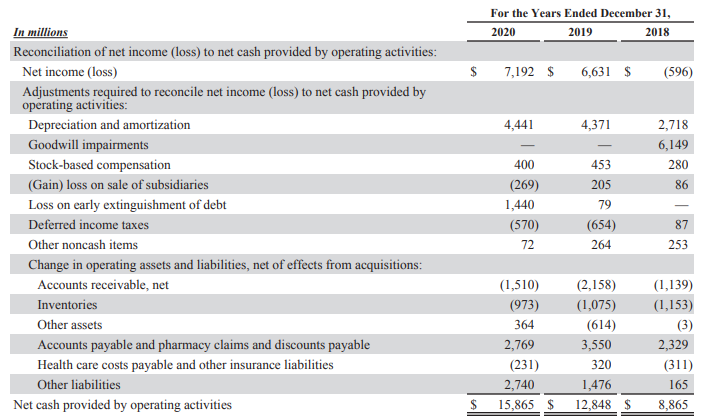 For the Years Ended December 31,
In millions 2020 2019 2018
Reconciliation of net income (loss) to net cash provided by operating activities:
Net income (loss) $ 7,192 $ 6,631 $ (596)
Adjustments required to reconcile net income (loss) to net cash provided by
operating activities:
Depreciation and amortization 4,441 4,371 2,718
Goodwill impairments — — 6,149
Stock-based compensation 400 453 280
(Gain) loss on sale of subsidiaries (269) 205 86
Loss on early extinguishment of debt 1,440 79 —
Deferred income taxes (570) (654) 87
Other noncash items 72 264 253
Change in operating assets and liabilities, net of effects from acquisitions:
Accounts receivable, net (1,510) (2,158) (1,139)
Inventories (973) (1,075) (1,153)
Other assets 364 (614) (3)
Accounts payable and pharmacy claims and discounts payable 2,769 3,550 2,329
Health care costs payable and other insurance liabilities (231) 320 (311)
Other liabilities 2,740 1,476 165
Net cash provided by operating activities $ 15,865 $ 12,848 $ 8,865